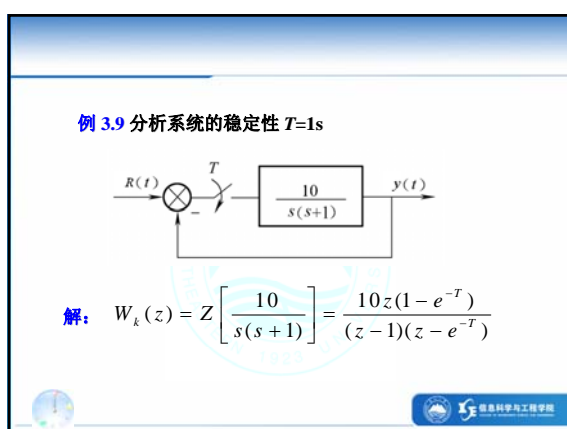 例 3.9 分析系统的稳定性 T=1s
R(t) T 10 / s(s+1) y(t)
−
解: W_k(z) = Z[10 / s(s+1)] = 10z(1−e^{−T}) / (z−1)(z−e^{−T})
1923
信息科学与工程学院